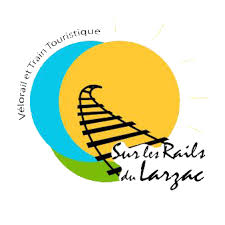 Vélorail et Train Touristique
Sur les Rails
du Larzac